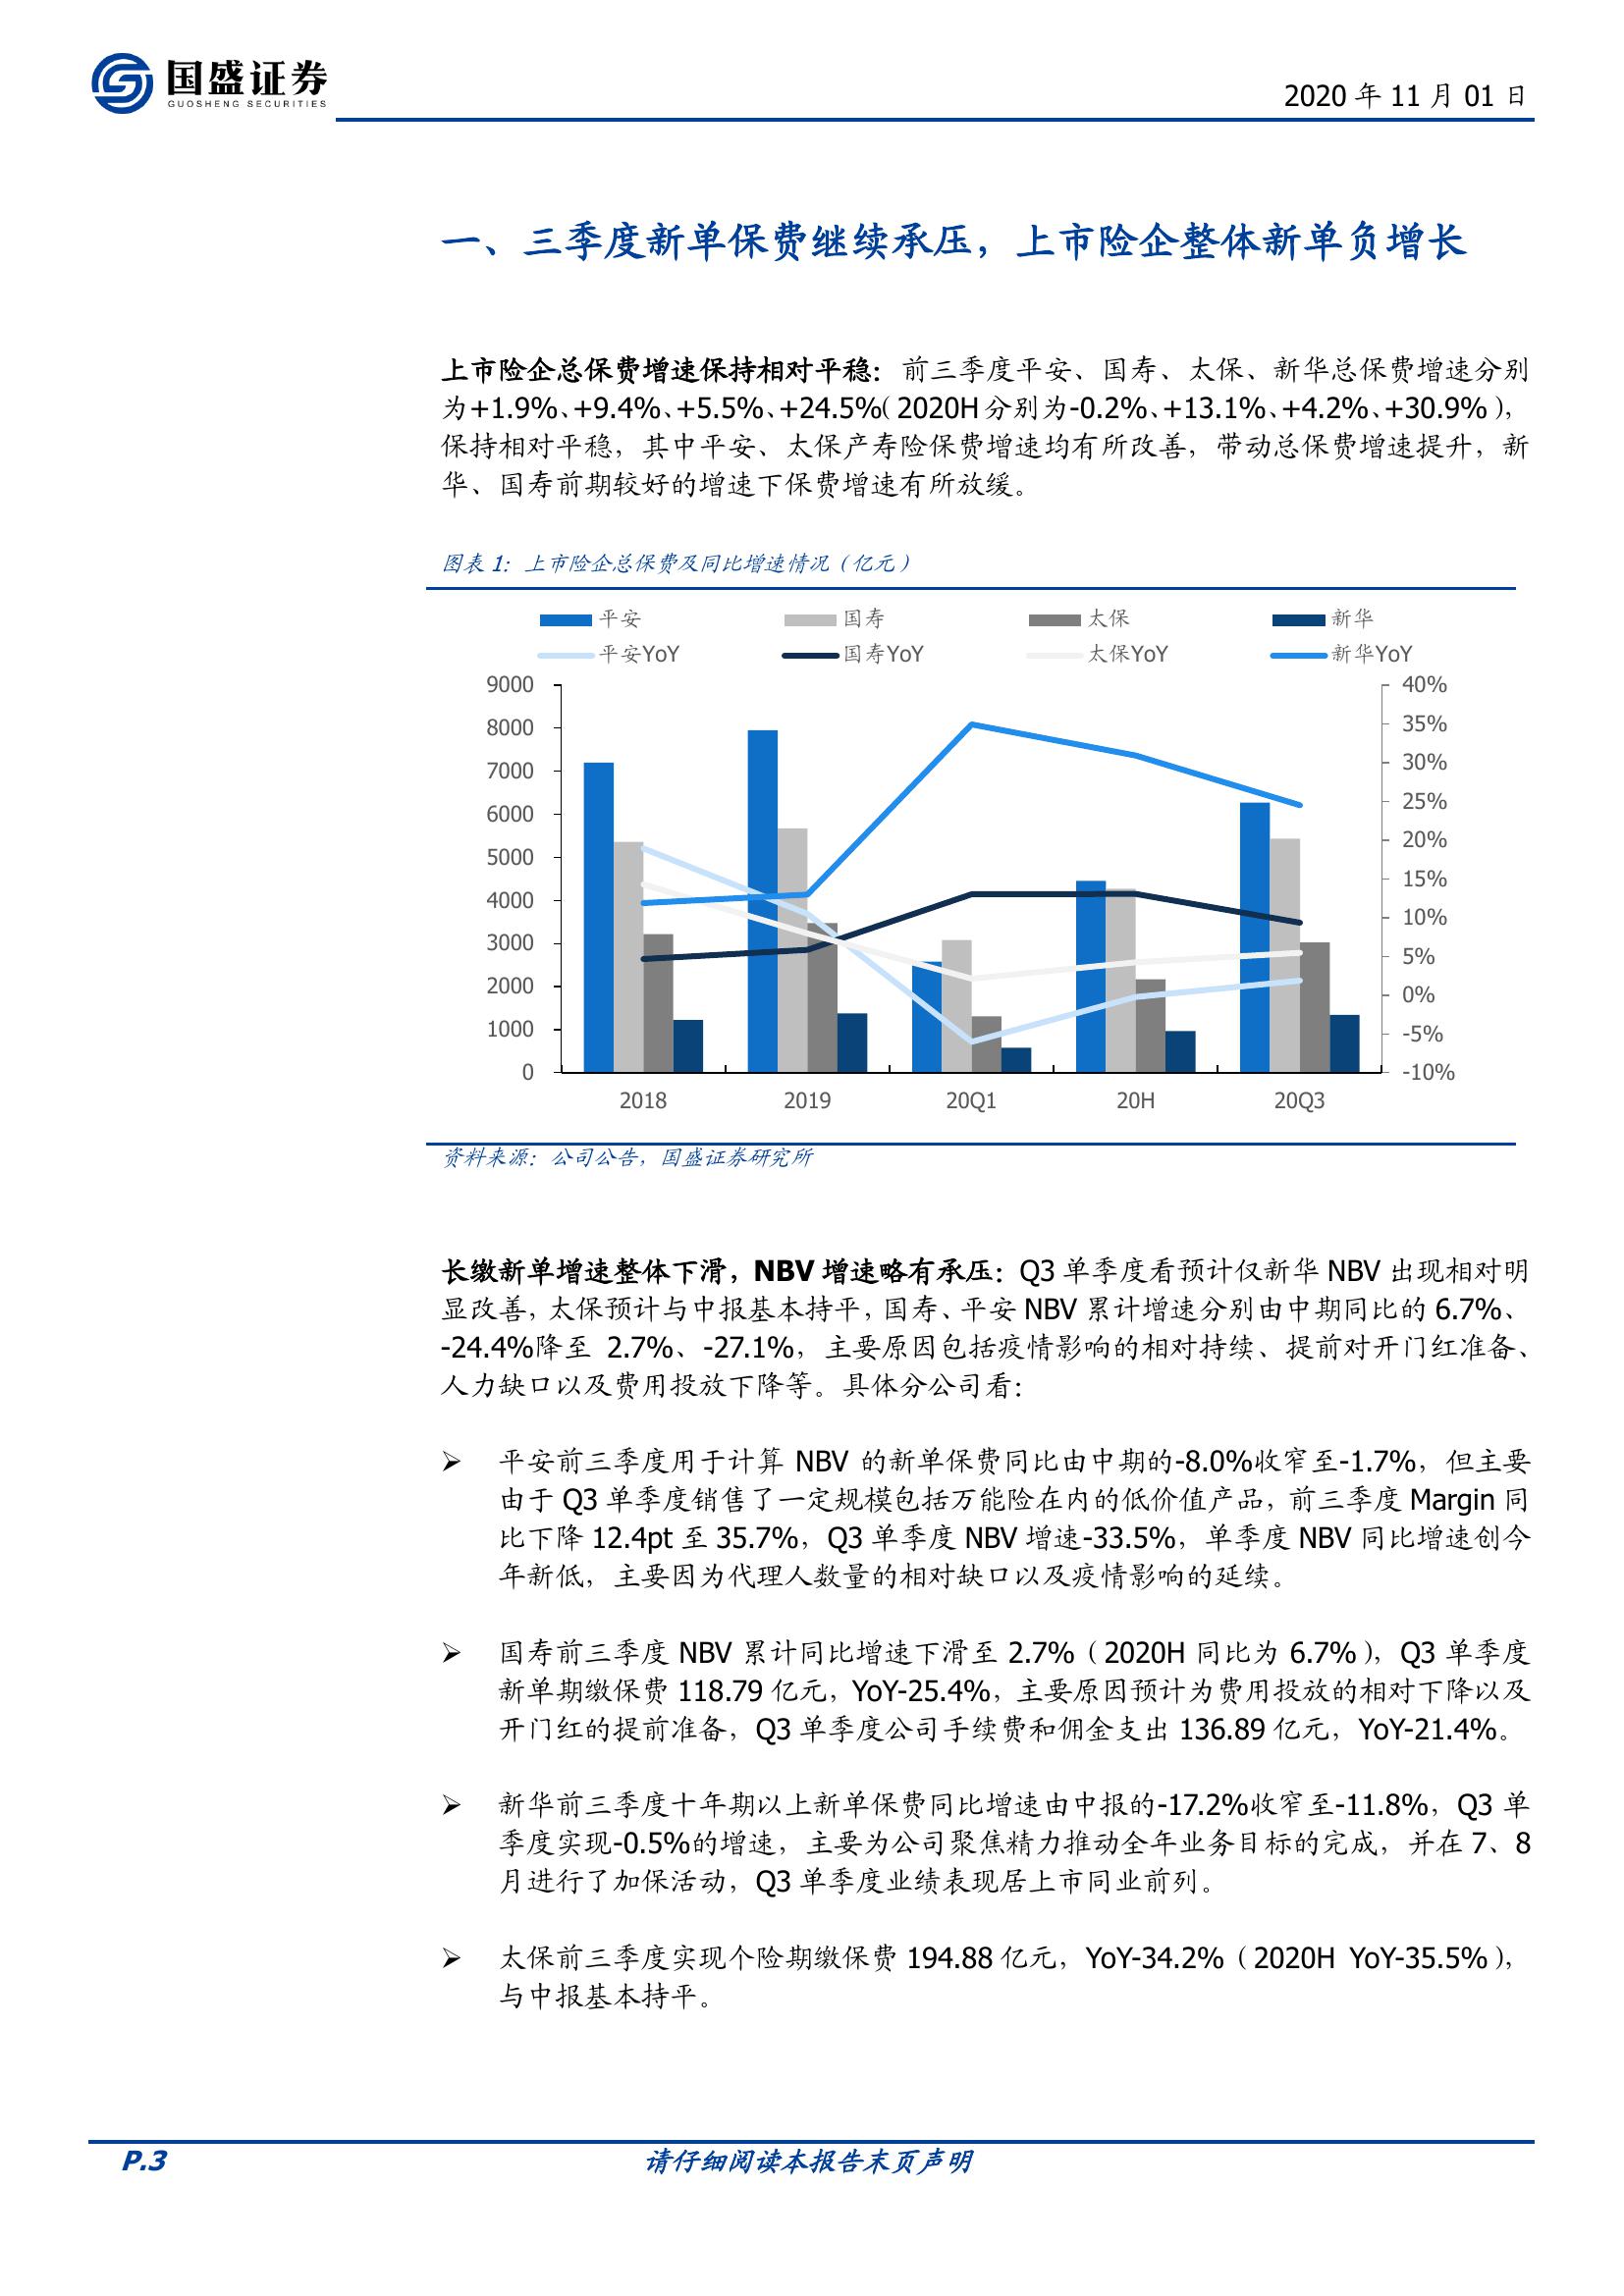 国盛证券
GUOSHENG SECURITIES
2020 年 11 月 01 日
一、三季度新单保费继续承压，上市险企整体新单负增长
上市险企总保费增速保持相对平稳：前三季度平安、国寿、太保、新华总保费增速分别
为+1.9%、+9.4%、+5.5%、+24.5%（2020H 分别为-0.2%、+13.1%、+4.2%、+30.9%），
保持相对平稳，其中平安、太保产寿险保费增速均有所改善，带动总保费增速提升，新
华、国寿前期较好的增速下保费增速有所放缓。
图表 1：上市险企总保费及同比增速情况（亿元）
平安 国寿 太保 新华
平安YoY 国寿YoY 太保YoY 新华YoY
9000 40%
8000 35%
7000 30%
6000 25%
5000 20%
4000 15%
3000 10%
2000 5%
1000 0%
0 -5%
-10%
2018 2019 20Q1 20H 20Q3
资料来源：公司公告，国盛证券研究所
长缴新单增速整体下滑，NBV 增速略有承压：Q3 单季度看预计仅新华 NBV 出现相对明
显改善，太保预计与中报基本持平，国寿、平安 NBV 累计增速分别由中期同比的 6.7%、
-24.4%降至 2.7%、-27.1%，主要原因包括疫情影响的相对持续、提前对开门红准备、
人力缺口以及费用投放下降等。具体分公司看：
➢ 平安前三季度用于计算 NBV 的新单保费同比由中期的-8.0%收窄至-1.7%，但主要
由于 Q3 单季度销售了一定规模包括万能险在内的低价值产品，前三季度 Margin 同
比下降 12.4pt 至 35.7%，Q3 单季度 NBV 增速-33.5%，单季度 NBV 同比增速创今
年新低，主要因为代理人数量的相对缺口以及疫情影响的延续。
➢ 国寿前三季度 NBV 累计同比增速下滑至 2.7%（2020H 同比为 6.7%），Q3 单季度
新单期缴保费 118.79 亿元，YoY-25.4%，主要原因预计为费用投放的相对下降以及
开门红的提前准备，Q3 单季度公司手续费和佣金支出 136.89 亿元，YoY-21.4%。
➢ 新华前三季度十年期以上新单保费同比增速由中报的-17.2%收窄至-11.8%，Q3 单
季度实现-0.5%的增速，主要为公司聚焦精力推动全年业务目标的完成，并在 7、8
月进行了加保活动，Q3 单季度业绩表现居上市同业前列。
➢ 太保前三季度实现个险期缴保费 194.88 亿元，YoY-34.2%（2020H YoY-35.5%），
与中报基本持平。
P.3 请仔细阅读本报告末页声明